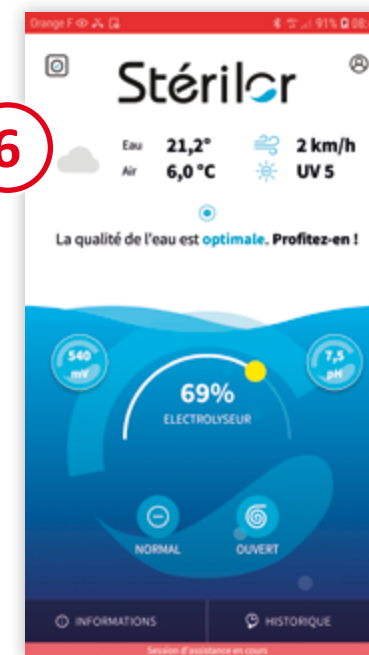 Orange F 91% 08:
Stérilor
6
Eau 21,2° 2 km/h
Air 6,0 °C UV 5
La qualité de l'eau est optimale. Profitez-en !
540 mV
7,5 pH
69%
ELECTROLYSEUR
NORMAL OUVERT
INFORMATIONS HISTORIQUE
Session d'assistance en cours